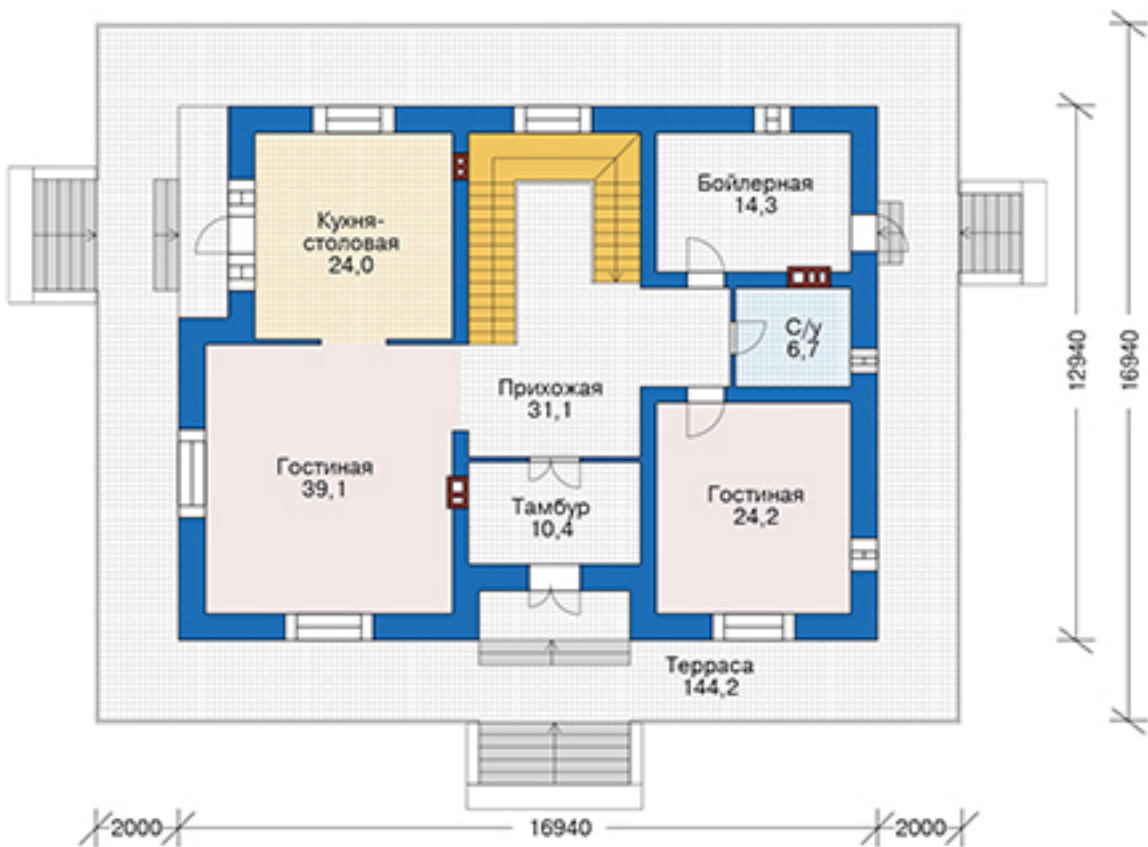 Кухня-
столовая
24,0
Бойлерная
14,3
С/у
6,7
Прихожая
31,1
Гостиная
39,1
Тамбур
10,4
Гостиная
24,2
Терраса
144,2
12940
16940
2000
16940
2000